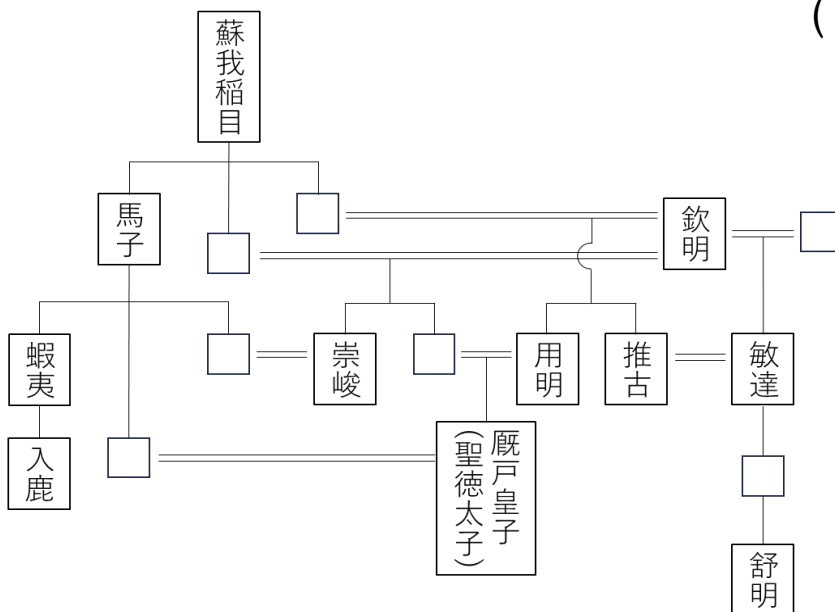 (
蘇我稲目
馬子
欽明
蝦夷
崇峻
用明
推古
敏達
入鹿
厩戸皇子
(聖徳太子)
舒明